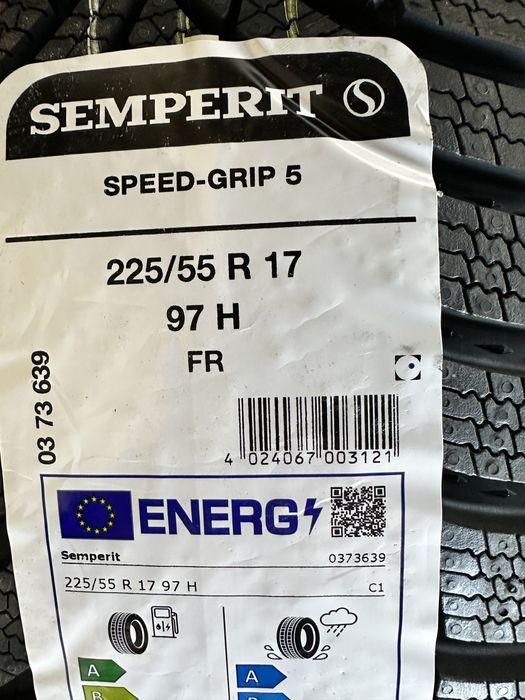 SEMPERIT S
SPEED-GRIP 5
225/55 R 17
97 H
FR
03 73 639
4 024067 003121
ENERG
Semperit 0373639
225/55 R 17 97 H C1
A A
B